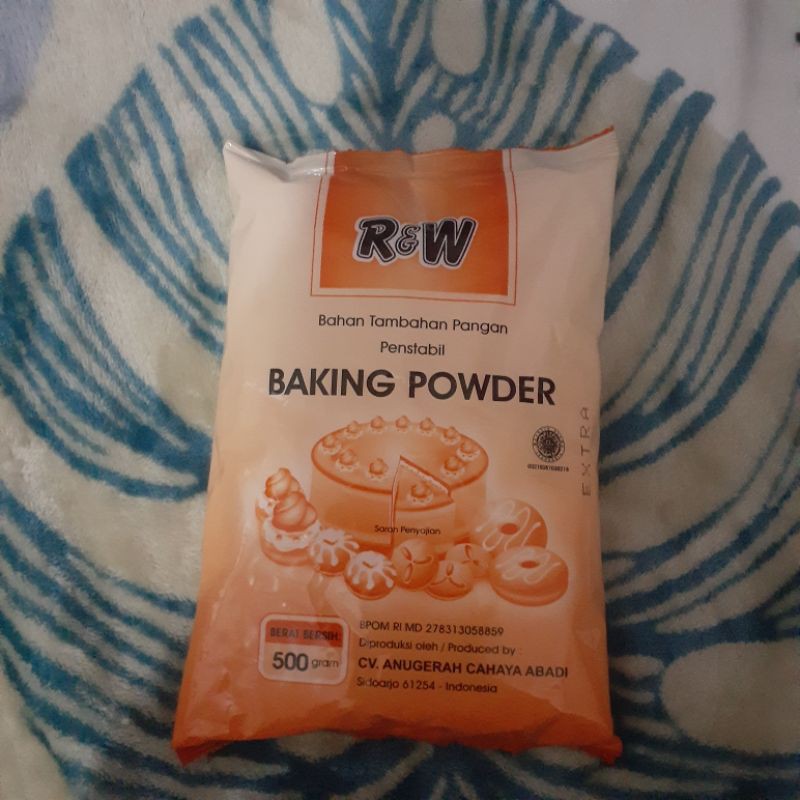 R&W
Bahan Tambahan Pangan
Penstabil
BAKING POWDER
EXTRA
Saran Penyajian
BERAT BERSIH:
500 gram
BPOM RI MD 278313058859
Diproduksi oleh / Produced by :
CV. ANUGERAH CAHAYA ABADI
Sidoarjo 61254 - Indonesia